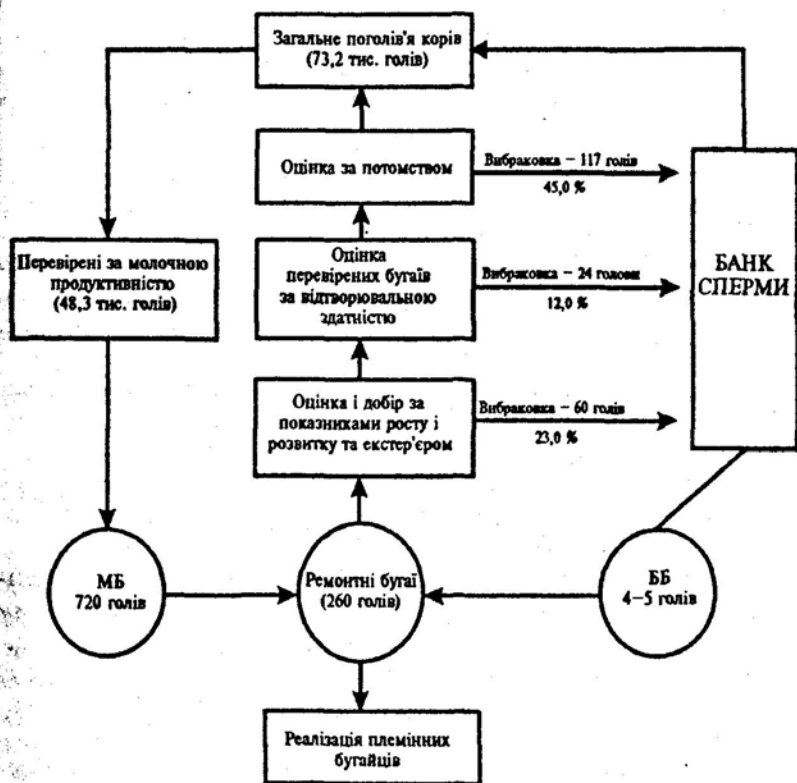 Загальне поголів'я корів
(73,2 тис. голів)
Оцінка за потомством
Вибраковка – 117 голів
45,0 %
Перевірені за молочною
продуктивністю
(48,3 тис. голів)
Оцінка
перевірених бугаїв
за відтворювальною
здатністю
Вибраковка – 24 голови
12,0 %
БАНК
СПЕРМИ
Оцінка і добір за
показниками росту і
розвитку та екстер'єром
Вибраковка – 60 голів
23,0 %
МБ
720 голів
Ремонтні бугаї
(260 голів)
ББ
4–5 голів
Реалізація племінних
бугайців